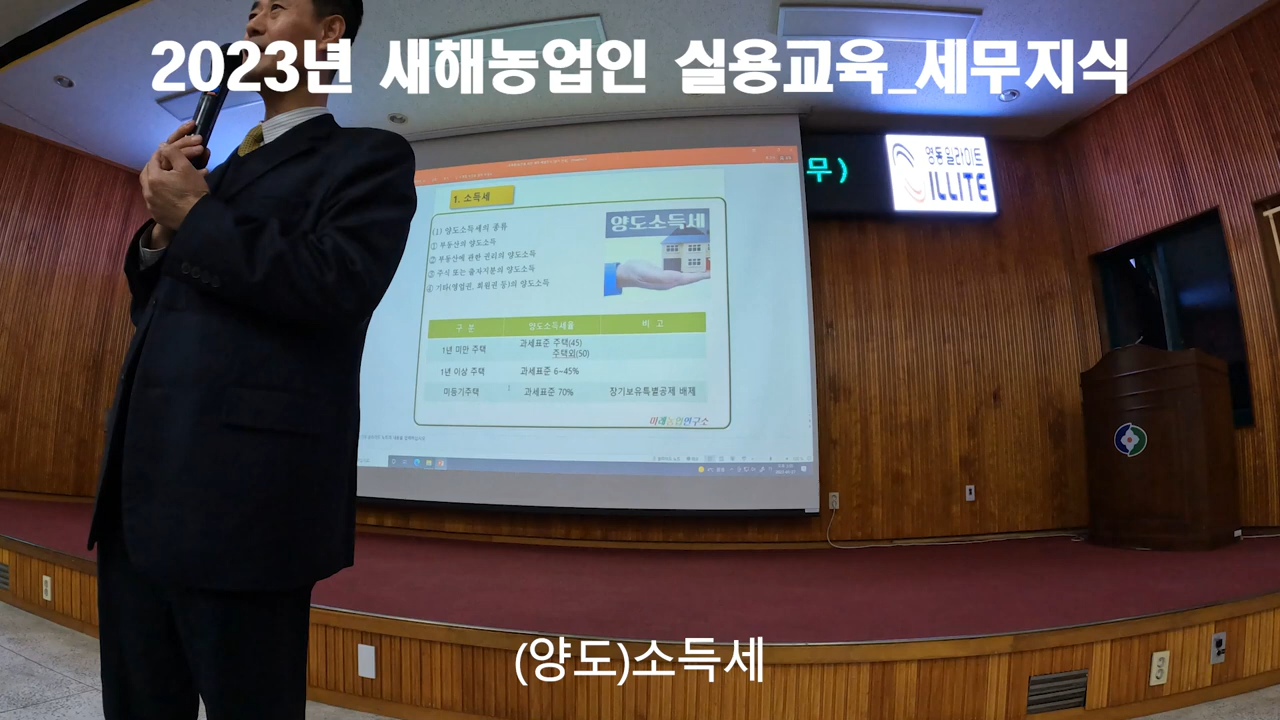 2023년 새해농업인 실용교육_세무지식
무)
영동일라이트
ILLITE
1. 소득세
(1) 양도소득세의 종류
① 부동산의 양도소득
② 부동산에 관한 권리의 양도소득
③ 주식 또는 출자지분의 양도소득
④ 기타(영업권, 회원권 등)의 양도소득
양도소득세
구 분 양도소득세율 비 고
1년 미만 주택 과세표준 주택(45)
주택외(50)
1년 이상 주택 과세표준 6~45%
미등기주택 : 과세표준 70% 장기보유특별공제 배제
미래농업연구소
(양도)소득세